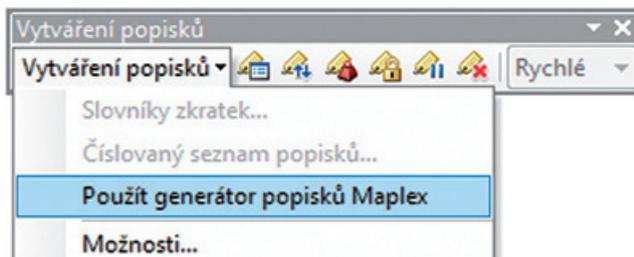 Vytváření popisků
Vytváření popisků Rychlé
Slovníky zkratek...
Číslovaný seznam popisků...
Použít generátor popisků Maplex
Možnosti...